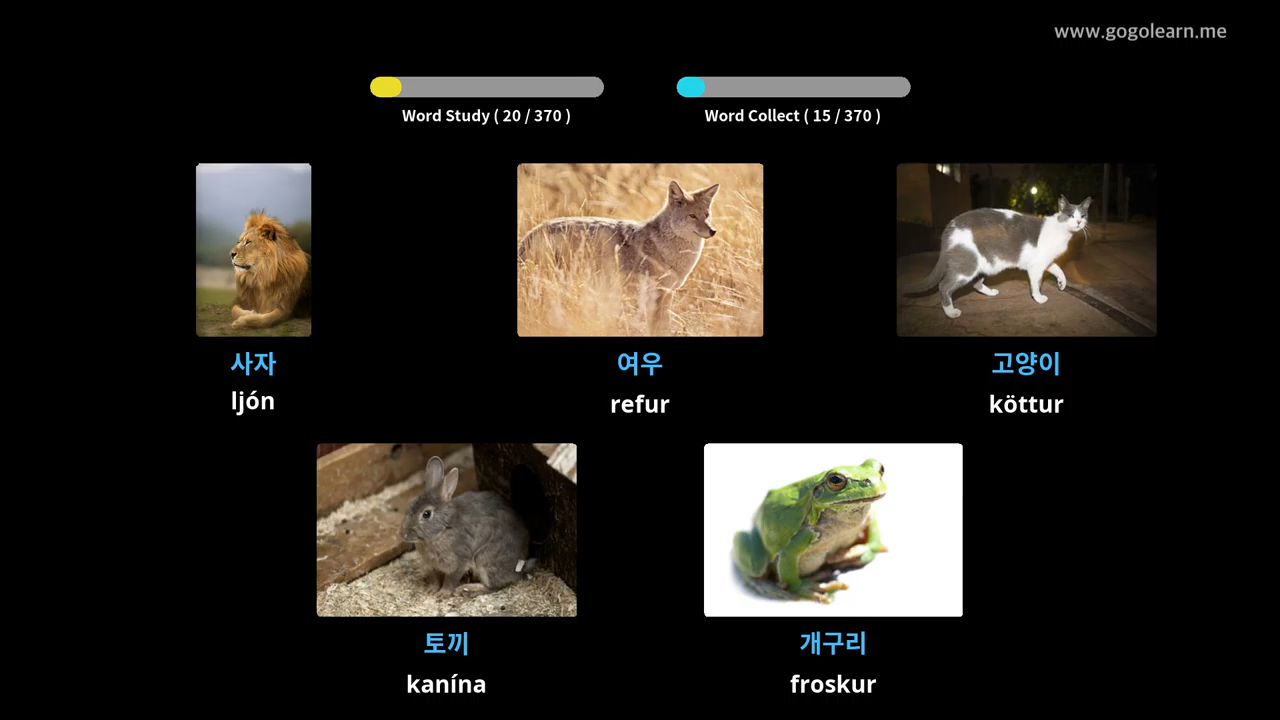 www.gogolearn.me
Word Study ( 20 / 370 )
Word Collect ( 15 / 370 )
사자
ljón
여우
refur
고양이
köttur
토끼
kanína
개구리
froskur